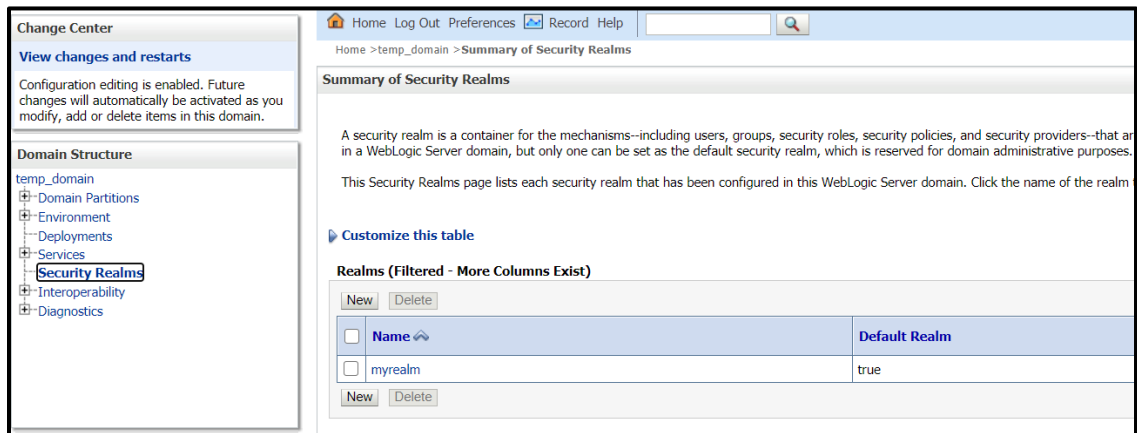 Change Center
View changes and restarts
Configuration editing is enabled. Future
changes will automatically be activated as you
modify, add or delete items in this domain.
Domain Structure
temp_domain
Domain Partitions
Environment
Deployments
Services
Security Realms
Interoperability
Diagnostics
Home Log Out Preferences Record Help
Home >temp_domain >Summary of Security Realms
Summary of Security Realms
A security realm is a container for the mechanisms--including users, groups, security roles, security policies, and security providers--that
in a WebLogic Server domain, but only one can be set as the default security realm, which is reserved for domain administrative purposes.
This Security Realms page lists each security realm that has been configured in this WebLogic Server domain. Click the name of the realm
Customize this table
Realms (Filtered - More Columns Exist)
New Delete
Name Default Realm
myrealm true
New Delete